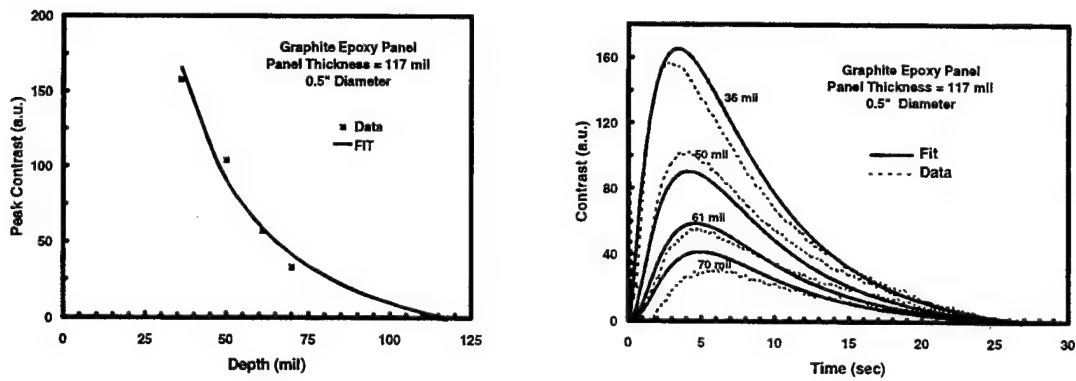 200
150
100
50
0
0
25
50
75
100
125
Peak Contrast (a.u.)
Depth (mil)
Graphite Epoxy Panel
Panel Thickness = 117 mil
0.5" Diameter
Data
FIT
160
120
80
40
0
0
5
10
15
20
25
30
Contrast (a.u.)
Time (sec)
Graphite Epoxy Panel
Panel Thickness = 117 mil
0.5" Diameter
Fit
Data
36 mil
50 mil
61 mil
70 mil